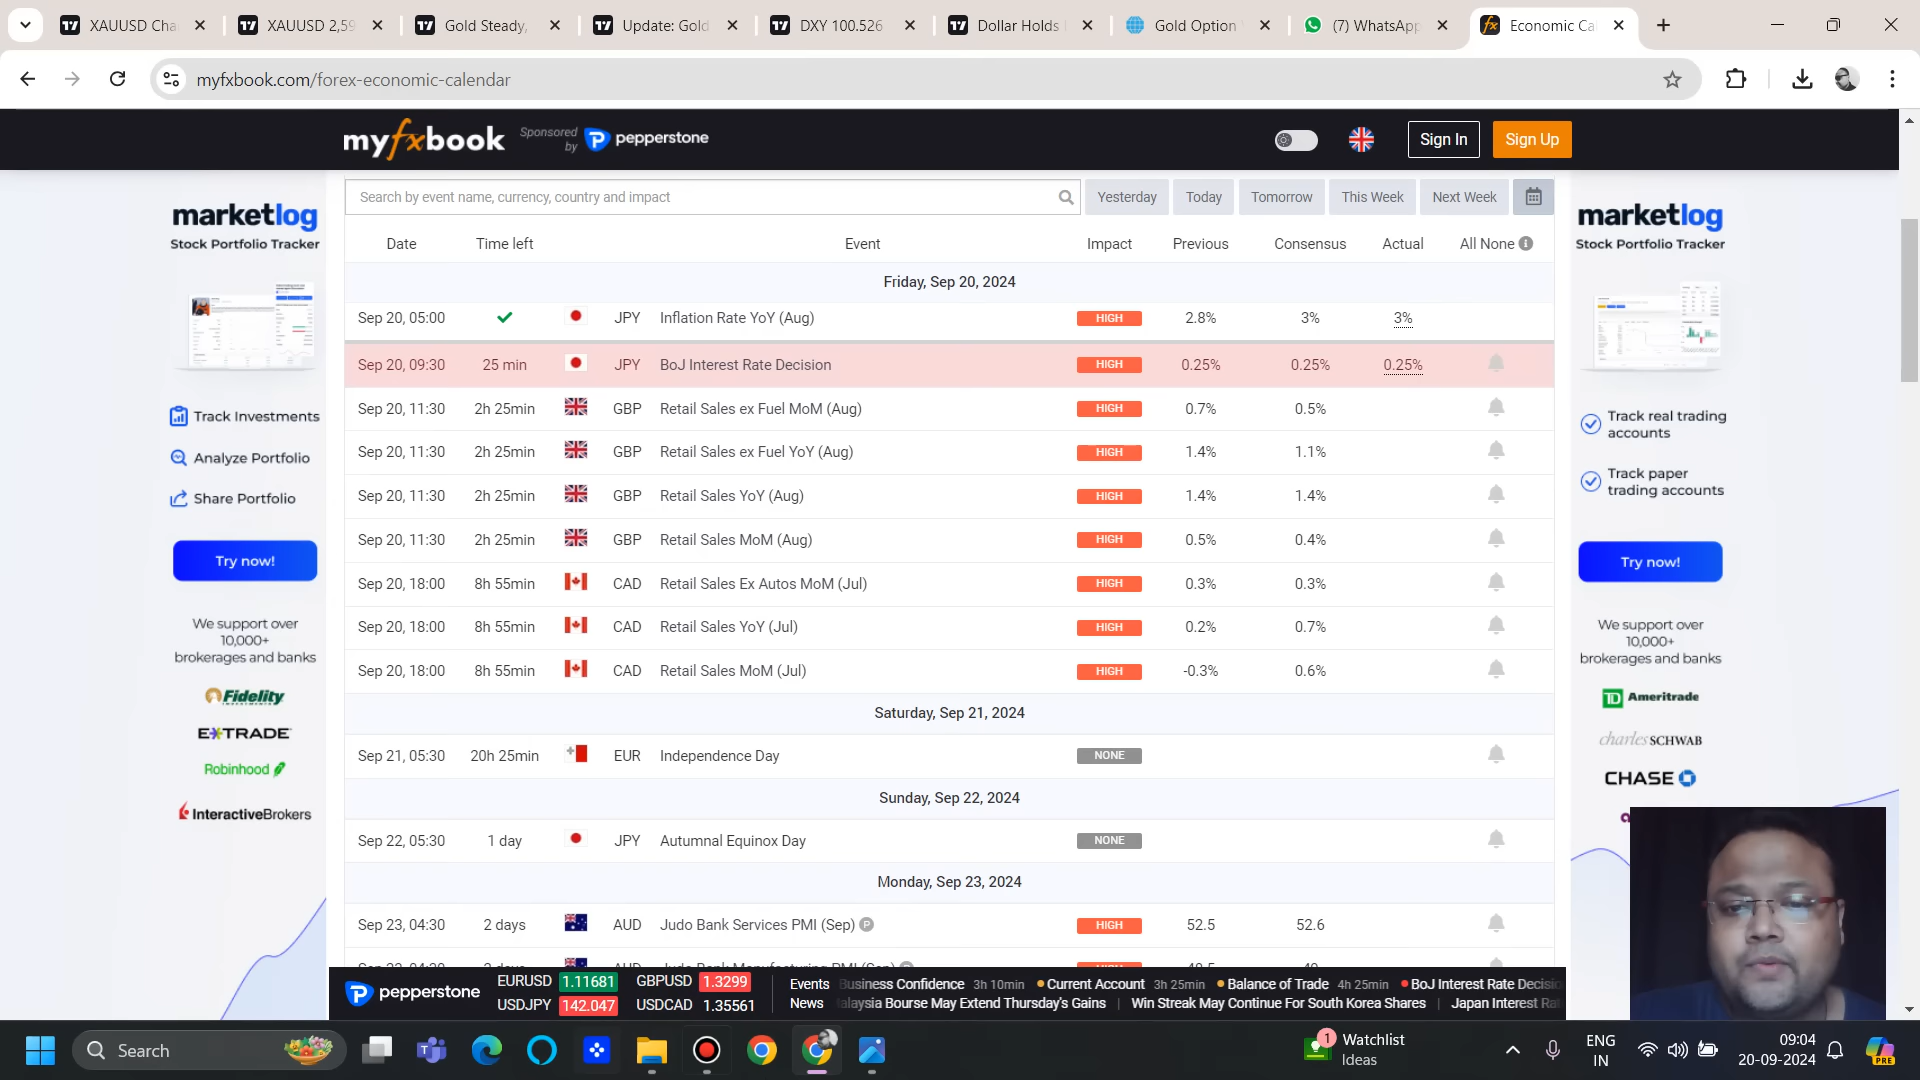 XAUUSD Cha
XAUUSD 2,59
Gold Steady,
Update: Gold
DXY 100.526
Dollar Holds
Gold Option
(7) WhatsApp
Economic Ca
myfxbook.com/forex-economic-calendar
myfxbook
Sponsored by pepperstone
Sign In
Sign Up
marketlog
Stock Portfolio Tracker
Track Investments
Analyze Portfolio
Share Portfolio
Try now!
We support over
10,000+
brokerages and banks
Fidelity
INVESTMENTS
E*TRADE
Robinhood
InteractiveBrokers
Search by event name, currency, country and impact
Yesterday
Today
Tomorrow
This Week
Next Week
Date Time left Event Impact Previous Consensus Actual All None
Friday, Sep 20, 2024
Sep 20, 05:00 JPY Inflation Rate YoY (Aug) HIGH 2.8% 3% 3%
Sep 20, 09:30 25 min JPY BoJ Interest Rate Decision HIGH 0.25% 0.25% 0.25%
Sep 20, 11:30 2h 25min GBP Retail Sales ex Fuel MoM (Aug) HIGH 0.7% 0.5%
Sep 20, 11:30 2h 25min GBP Retail Sales ex Fuel YoY (Aug) HIGH 1.4% 1.1%
Sep 20, 11:30 2h 25min GBP Retail Sales YoY (Aug) HIGH 1.4% 1.4%
Sep 20, 11:30 2h 25min GBP Retail Sales MoM (Aug) HIGH 0.5% 0.4%
Sep 20, 18:00 8h 55min CAD Retail Sales Ex Autos MoM (Jul) HIGH 0.3% 0.3%
Sep 20, 18:00 8h 55min CAD Retail Sales YoY (Jul) HIGH 0.2% 0.7%
Sep 20, 18:00 8h 55min CAD Retail Sales MoM (Jul) HIGH -0.3% 0.6%
Saturday, Sep 21, 2024
Sep 21, 05:30 20h 25min EUR Independence Day NONE
Sunday, Sep 22, 2024
Sep 22, 05:30 1 day JPY Autumnal Equinox Day NONE
Monday, Sep 23, 2024
Sep 23, 04:30 2 days AUD Judo Bank Services PMI (Sep) P HIGH 52.5 52.6
marketlog
Stock Portfolio Tracker
Track real trading
accounts
Track paper
trading accounts
Try now!
We support over
10,000+
brokerages and banks
TD Ameritrade
charles SCHWAB
CHASE
pepperstone
EURUSD 1.11681 GBPUSD 1.3299
USDJPY 142.047 USDCAD 1.35561
Events Business Confidence 3h 10min Current Account 3h 25min Balance of Trade 4h 25min BoJ Interest Rate Decisio
News alaysia Bourse May Extend Thursday's Gains | Win Streak May Continue For South Korea Shares | Japan Interest Rat
Search
1
Watchlist
Ideas
ENG
IN
09:04
20-09-2024
PRE